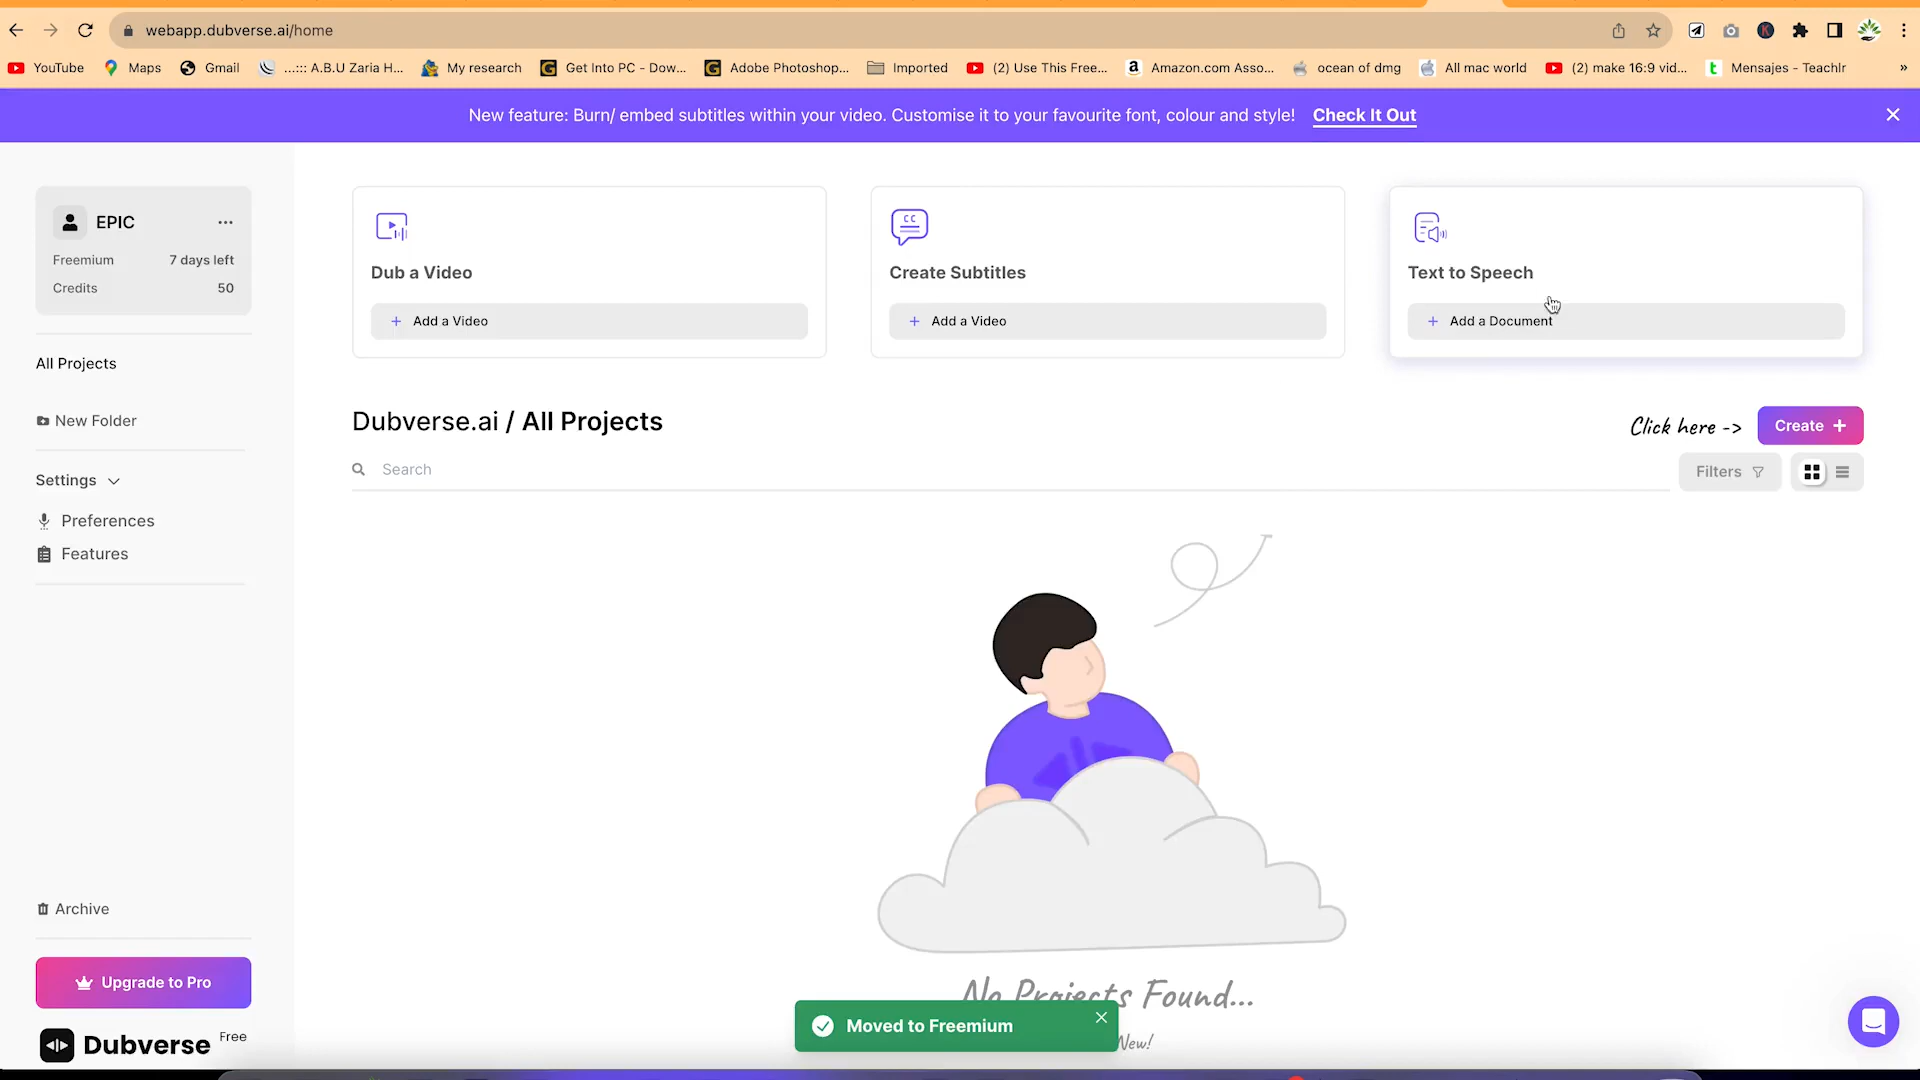 webapp.dubverse.ai/home
YouTube Maps Gmail ...::: A.B.U Zaria H... My research Get Into PC - Dow... Adobe Photoshop... Imported (2) Use This Free... Amazon.com Asso... ocean of dmg All mac world (2) make 16:9 vid... Mensajes - Teachlr »
New feature: Burn/ embed subtitles within your video. Customise it to your favourite font, colour and style! Check It Out
EPIC
Freemium 7 days left
Credits 50
All Projects
New Folder
Settings
Preferences
Features
Archive
Upgrade to Pro
Dubverse Free
Dub a Video
+ Add a Video
CC
Create Subtitles
+ Add a Video
Text to Speech
+ Add a Document
Dubverse.ai / All Projects
Click here ->
Create +
Search
Filters
No Projects Found...
New!
Moved to Freemium